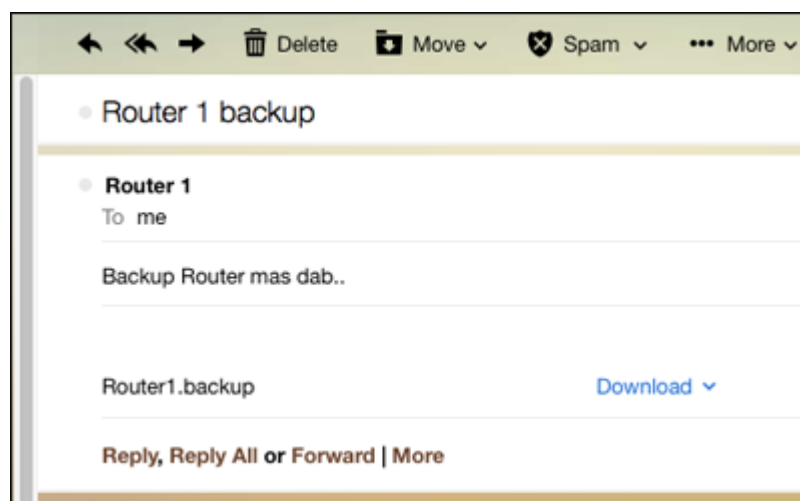 Delete Move Spam ••• More
Router 1 backup
Router 1
To me
Backup Router mas dab..
Router1.backup Download
Reply, Reply All or Forward | More